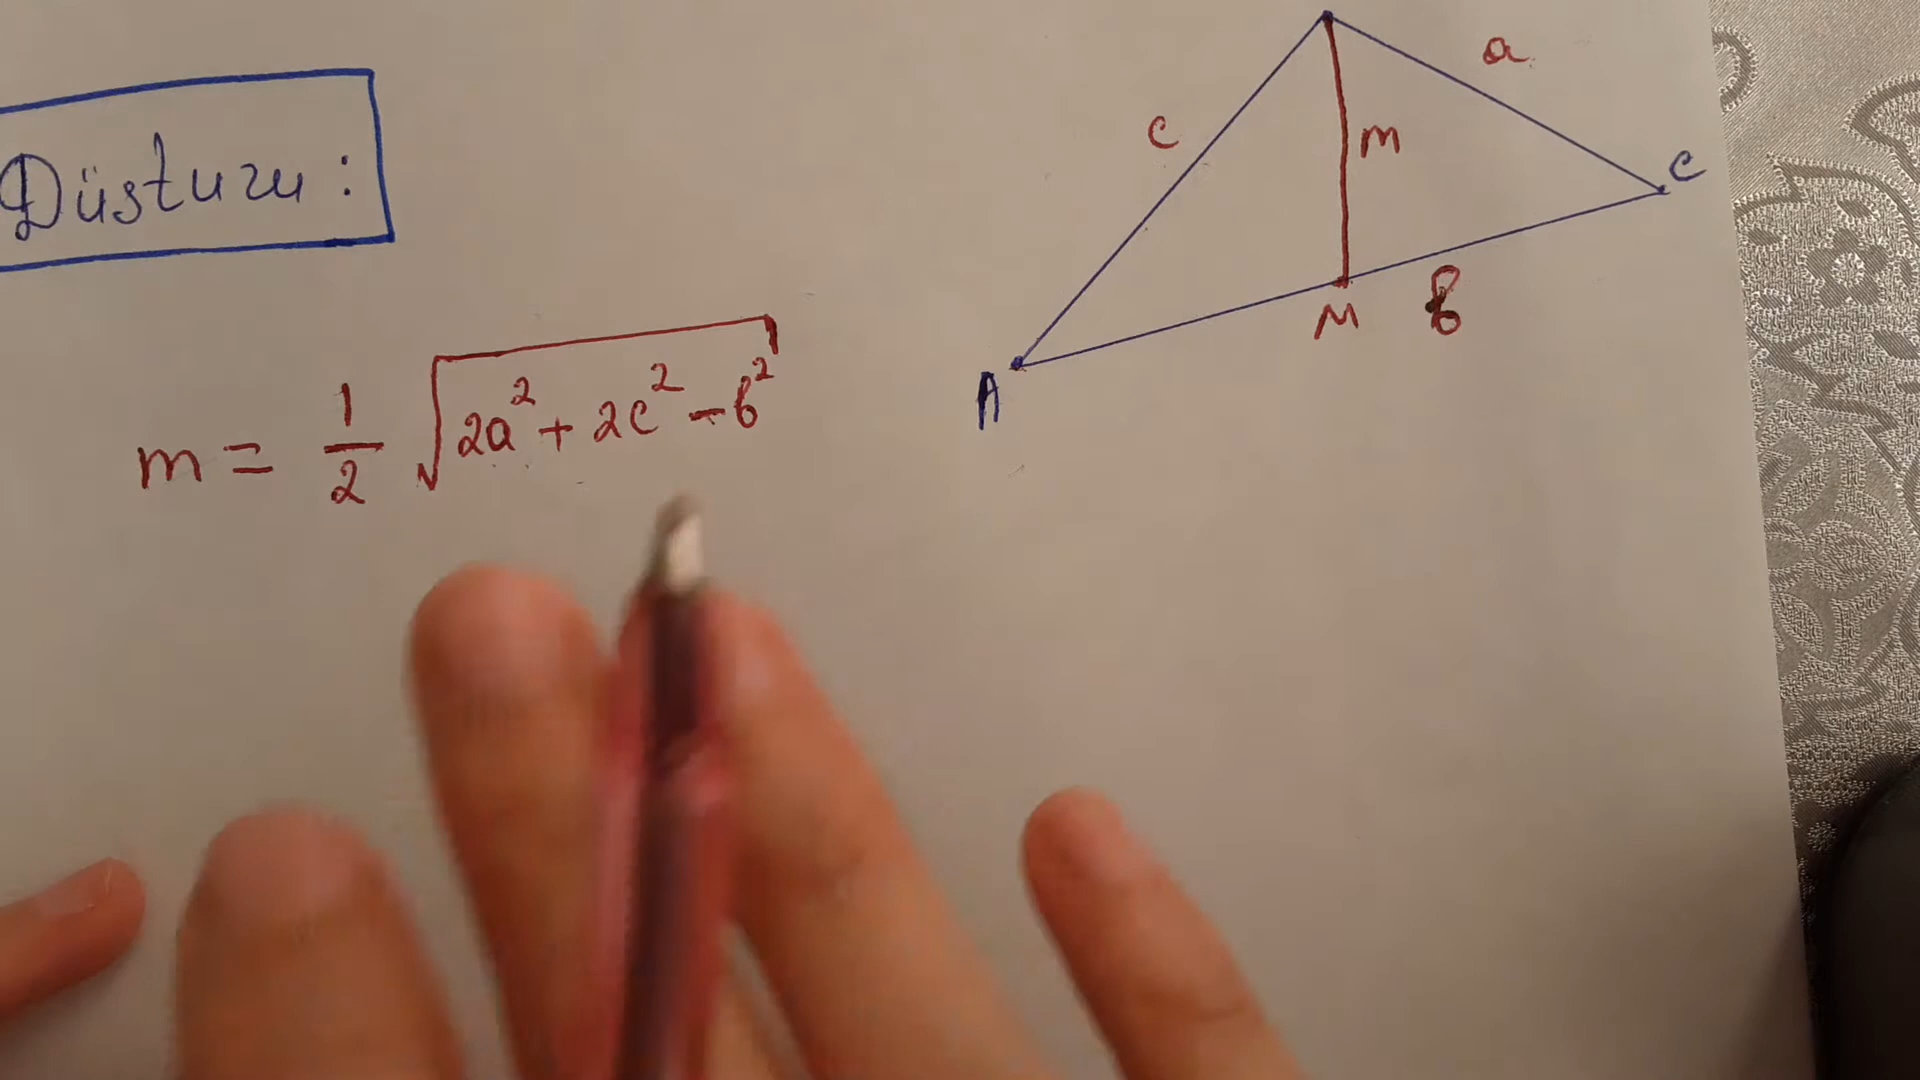 Düsturu:
m = 1/2 √2a² + 2c² - b²
c
a
m
C
M
b
A